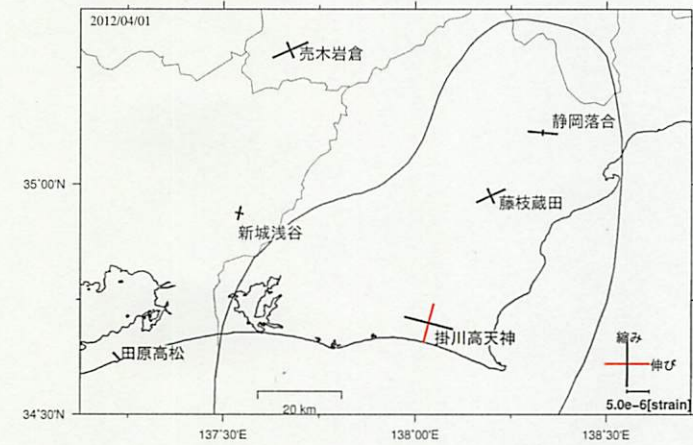 2012/04/01
売木岩倉
静岡落合
35°00'N
藤枝蔵田
新城浅谷
掛川高天神
縮み
田原高松
伸び
5.0e−6[strain]
20 km
34°30'N
137°30'E
138°00'E
138°30'E